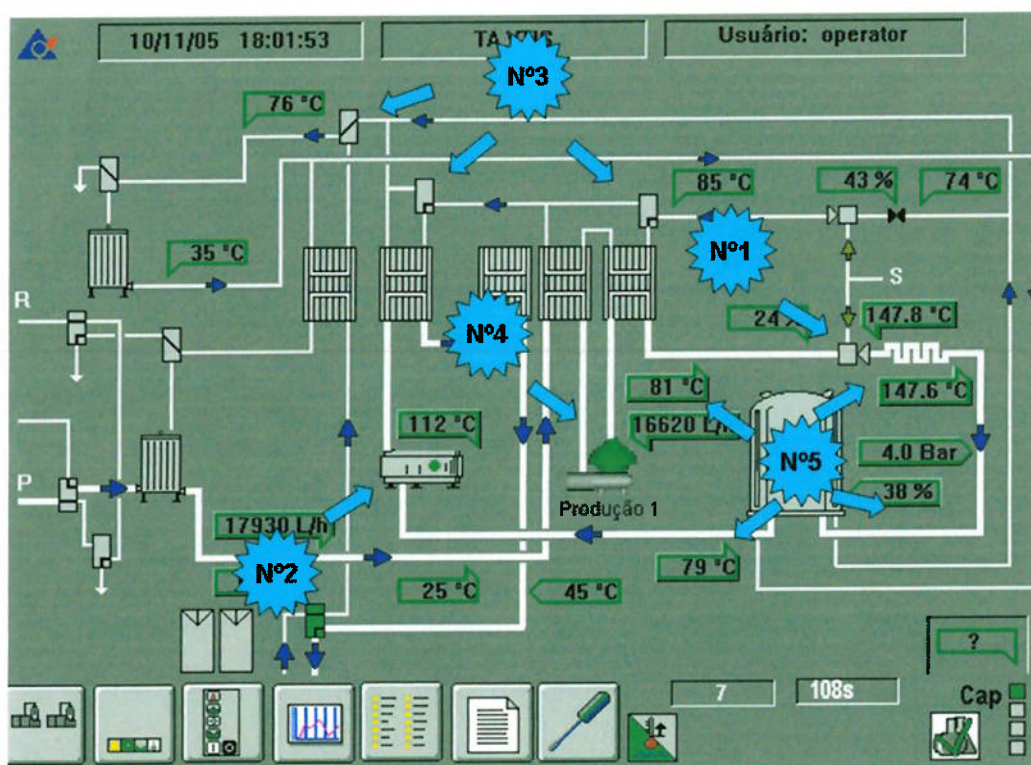 10/11/05 18:01:53
Usuário: operator
Nº3
76 °C
85 °C
43 %
74 °C
35 °C
Nº1
S
R
Nº4
147.8 °C
81 °C
147.6 °C
112 °C
16620
4.0 Bar
Nº5
P
38 %
Produção 1
17930 L/h
79 °C
Nº2
25 °C
45 °C
?
7
108s
Cap